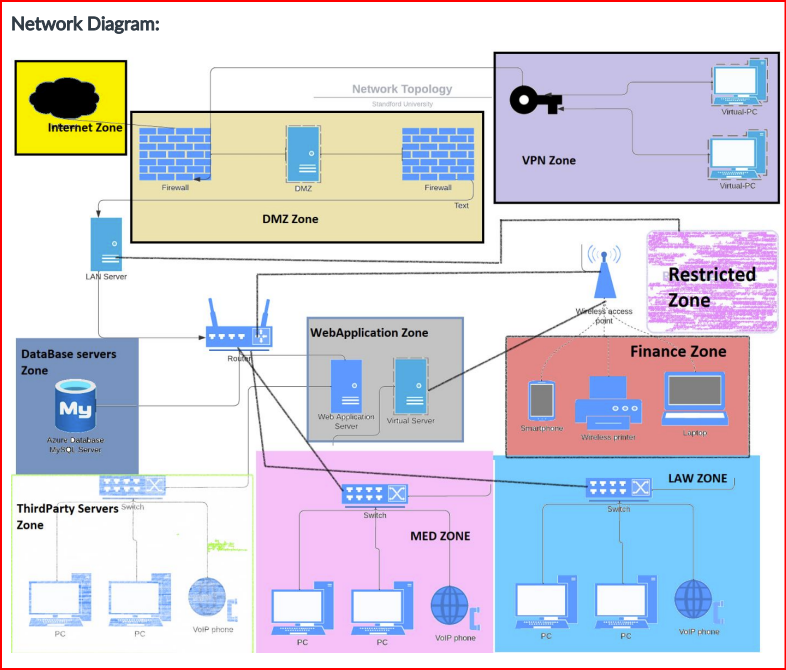 Network Diagram:
Network Topology
Standford University
Internet Zone
Firewall
DMZ
Firewall
Text
DMZ Zone
Virtual-PC
Virtual-PC
VPN Zone
LAN Server
Restricted
Zone
Wireless access
point
Router
WebApplication Zone
Web Application
Server
Virtual Server
DataBase servers
Zone
My
Azure Database
MySQL Server
Finance Zone
Smartphone
Wireless printer
Laptop
Switch
ThirdParty Servers
Zone
PC
PC
VoIP phone
Switch
MED ZONE
PC
PC
VoIP phone
LAW ZONE
Switch
PC
PC
VoIP phone